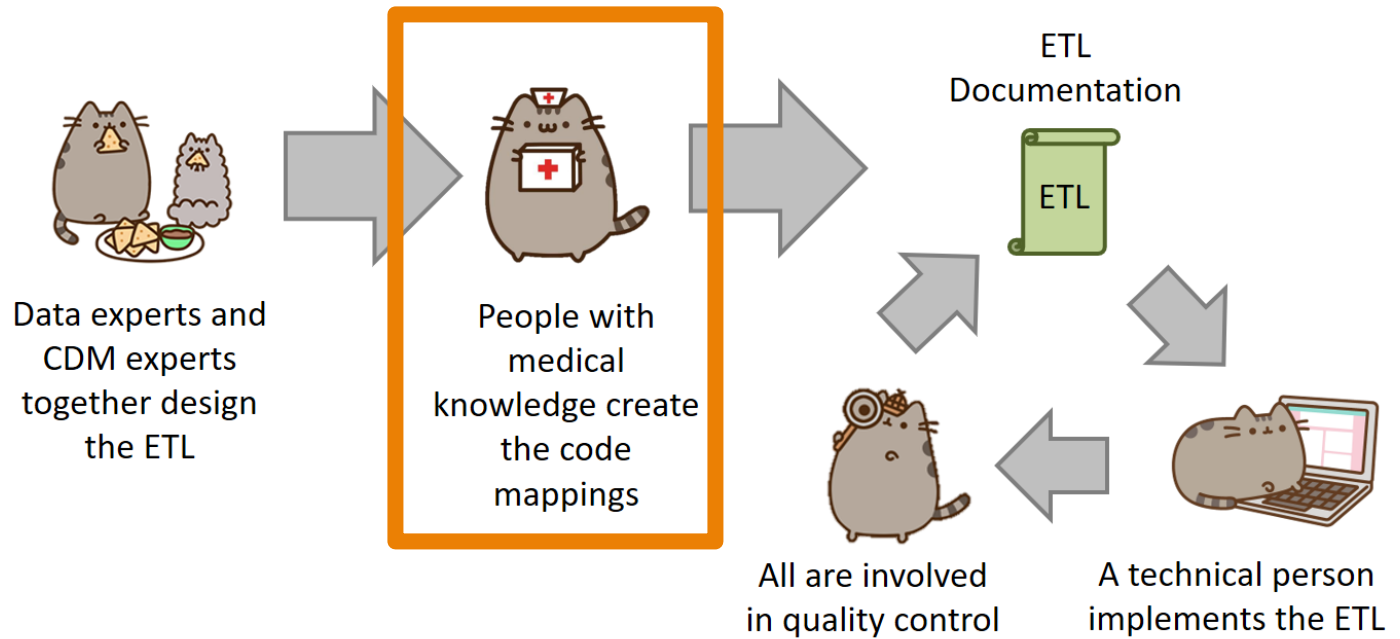 Data experts and
CDM experts
together design
the ETL
People with
medical
knowledge create
the code
mappings
ETL
Documentation
ETL
A technical person
implements the ETL
All are involved
in quality control